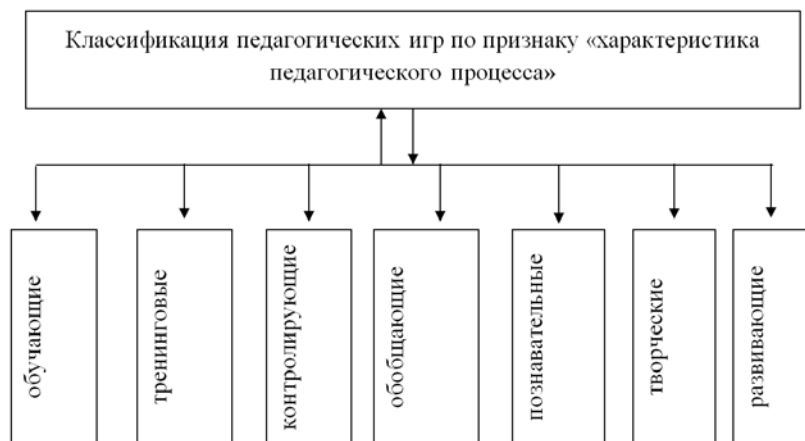 Классификация педагогических игр по признаку «характеристика
педагогического процесса»
обучающие
тренинговые
контролирующие
обобщающие
познавательные
творческие
развивающие